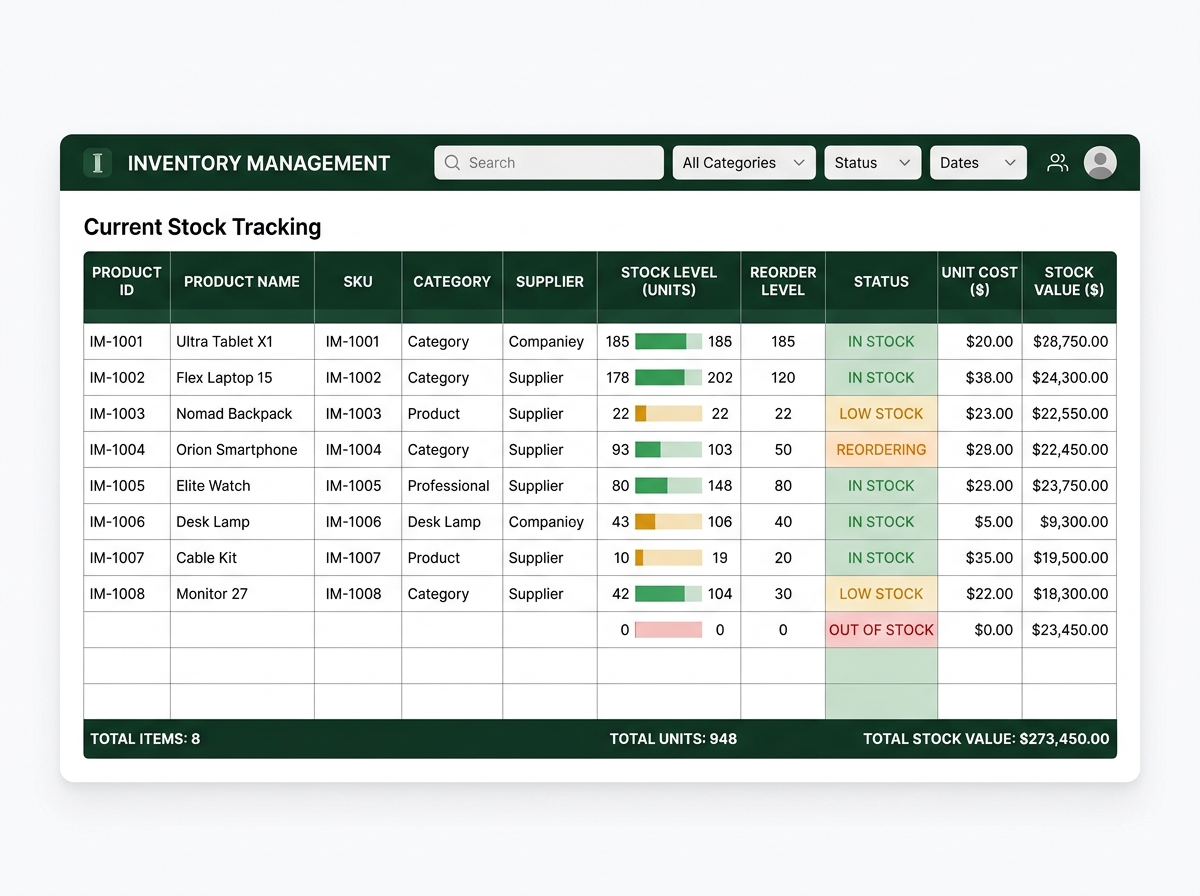 I INVENTORY MANAGEMENT Search All Categories Status Dates
Current Stock Tracking
PRODUCT ID PRODUCT NAME SKU CATEGORY SUPPLIER STOCK LEVEL (UNITS) REORDER LEVEL STATUS UNIT COST ($) STOCK VALUE ($)
IM-1001 Ultra Tablet X1 IM-1001 Category Companiey 185 185 185 IN STOCK $20.00 $28,750.00
IM-1002 Flex Laptop 15 IM-1002 Category Supplier 178 202 120 IN STOCK $38.00 $24,300.00
IM-1003 Nomad Backpack IM-1003 Product Supplier 22 22 22 LOW STOCK $23.00 $22,550.00
IM-1004 Orion Smartphone IM-1004 Category Supplier 93 103 50 REORDERING $29.00 $22,450.00
IM-1005 Elite Watch IM-1005 Professional Supplier 80 148 80 IN STOCK $29.00 $23,750.00
IM-1006 Desk Lamp IM-1006 Desk Lamp Companioy 43 106 40 IN STOCK $5.00 $9,300.00
IM-1007 Cable Kit IM-1007 Product Supplier 10 19 20 IN STOCK $35.00 $19,500.00
IM-1008 Monitor 27 IM-1008 Category Supplier 42 104 30 LOW STOCK $22.00 $18,300.00
0 0 0 OUT OF STOCK $0.00 $23,450.00
TOTAL ITEMS: 8 TOTAL UNITS: 948 TOTAL STOCK VALUE: $273,450.00